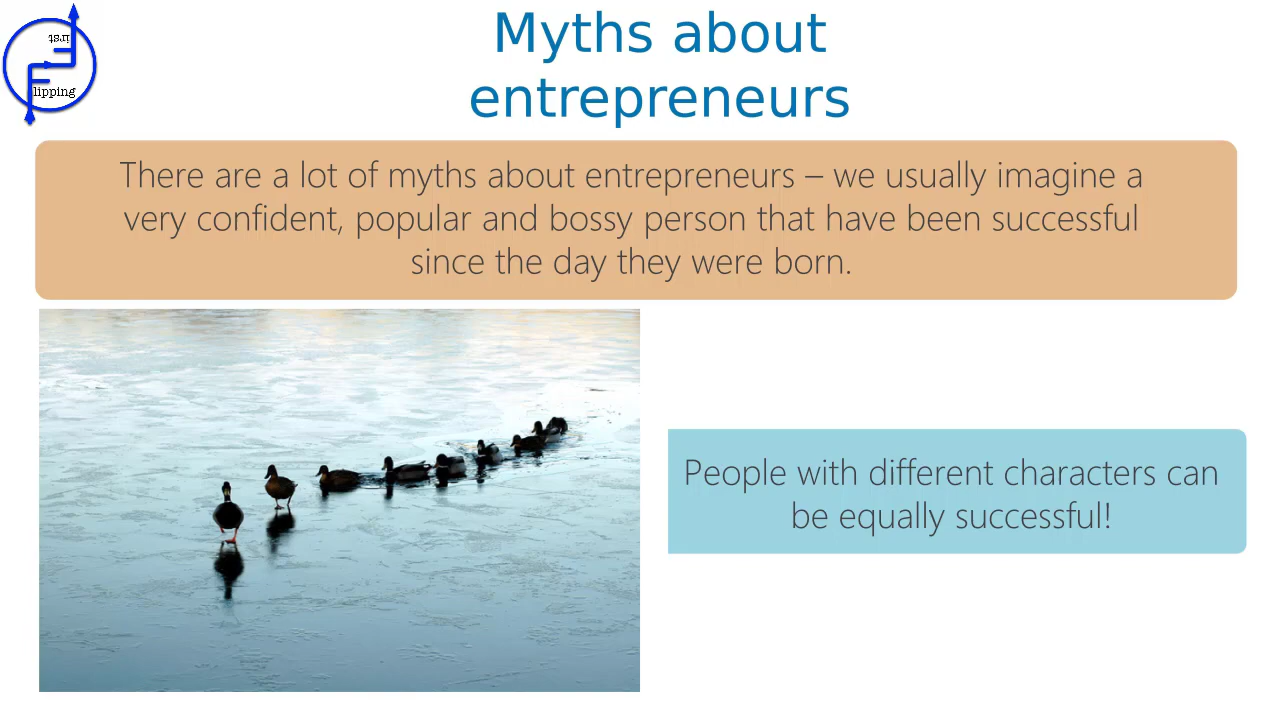 irst
lipping
Myths about
entrepreneurs
There are a lot of myths about entrepreneurs – we usually imagine a
very confident, popular and bossy person that have been successful
since the day they were born.
People with different characters can
be equally successful!